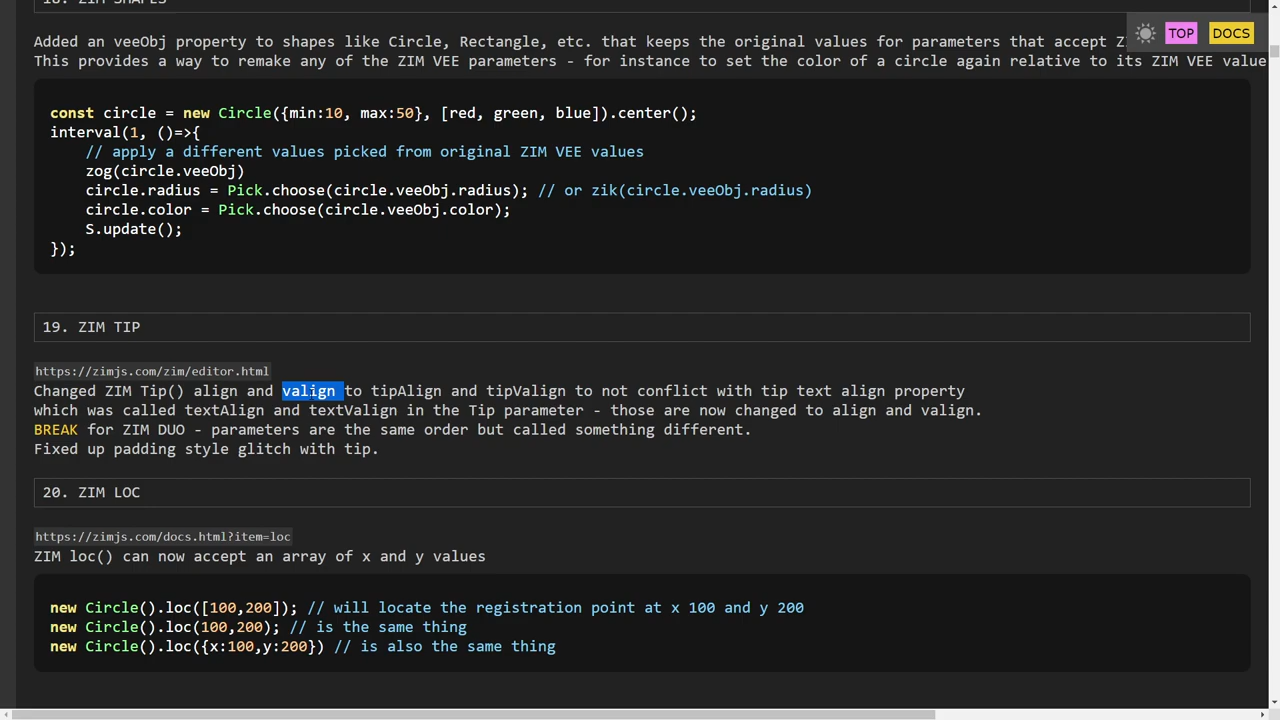 18. ZIM SHAPES
TOP
DOCS
Added an veeObj property to shapes like Circle, Rectangle, etc. that keeps the original values for parameters that accept
This provides a way to remake any of the ZIM VEE parameters - for instance to set the color of a circle again relative to its ZIM VEE value
const circle = new Circle({min:10, max:50}, [red, green, blue]).center();
interval(1, ()=>{
// apply a different values picked from original ZIM VEE values
zog(circle.veeObj)
circle.radius = Pick.choose(circle.veeObj.radius); // or zik(circle.veeObj.radius)
circle.color = Pick.choose(circle.veeObj.color);
S.update();
});
19. ZIM TIP
https://zimjs.com/zim/editor.html
Changed ZIM Tip() align and valign to tipAlign and tipValign to not conflict with tip text align property
which was called textAlign and textValign in the Tip parameter - those are now changed to align and valign.
BREAK for ZIM DUO - parameters are the same order but called something different.
Fixed up padding style glitch with tip.
20. ZIM LOC
https://zimjs.com/docs.html?item=loc
ZIM loc() can now accept an array of x and y values
new Circle().loc([100,200]); // will locate the registration point at x 100 and y 200
new Circle().loc(100,200); // is the same thing
new Circle().loc({x:100,y:200}) // is also the same thing